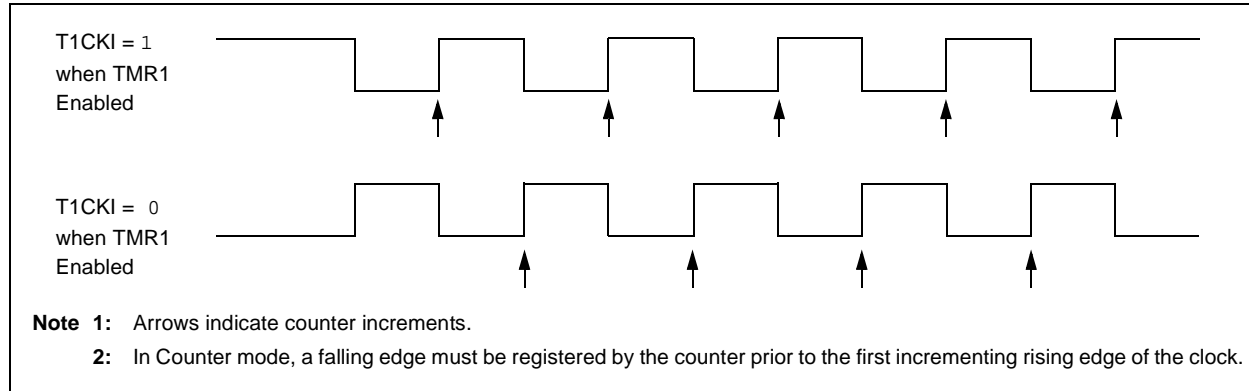 T1CKI = 1
when TMR1
Enabled
T1CKI = 0
when TMR1
Enabled
Note 1: Arrows indicate counter increments.
2: In Counter mode, a falling edge must be registered by the counter prior to the first incrementing rising edge of the clock.